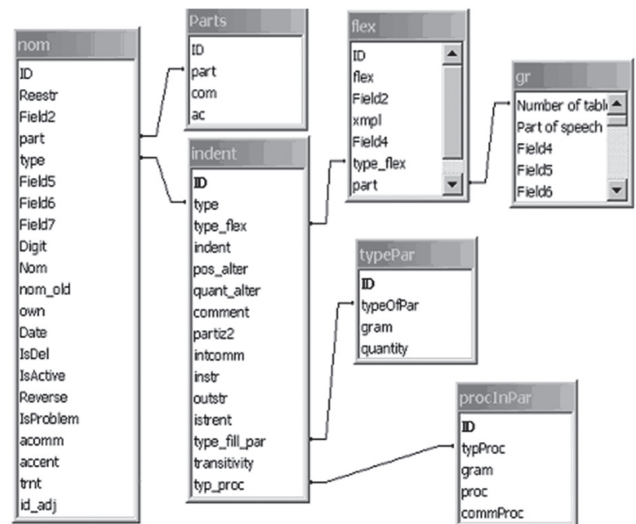 nom
ID
Reestr
Field2
part
type
Field5
Field6
Field7
Digit
Nom
nom_old
own
Date
IsDel
IsActive
Reverse
IsProblem
acomm
accent
trnt
id_adj
Parts
ID
part
com
ac
indent
ID
type
type_flex
indent
pos_alter
quant_alter
comment
partiz2
intcomm
instr
outstr
istrent
type_fill_par
transitivity
typ_proc
flex
ID
flex
Field2
xmpl
Field4
type_flex
part
gr
Number of tabl
Part of speech
Field4
Field5
Field6
typePar
ID
typeOfPar
gram
quantity
procInPar
ID
typProc
gram
proc
commProc